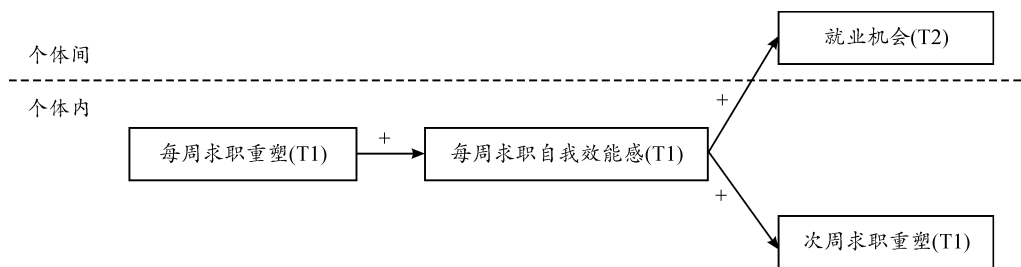 就业机会(T2)
个体间
个体内
+
+
每周求职重塑(T1)
每周求职自我效能感(T1)
+
次周求职重塑(T1)